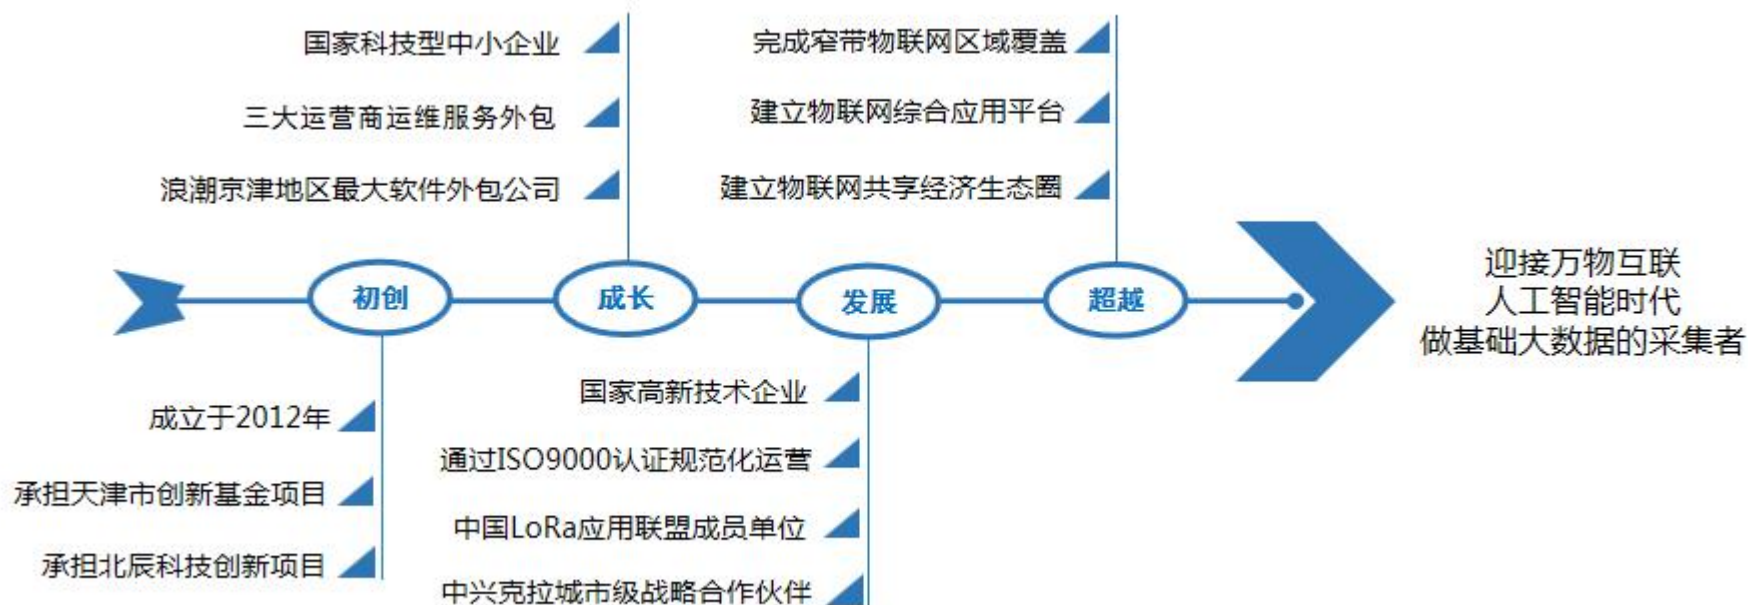 国家科技型中小企业
三大运营商运维服务外包
浪潮京津地区最大软件外包公司
完成窄带物联网区域覆盖
建立物联网综合应用平台
建立物联网共享经济生态圈
初创
成长
发展
超越
迎接万物互联
人工智能时代
做基础大数据的采集者
成立于2012年
承担天津市创新基金项目
承担北辰科技创新项目
国家高新技术企业
通过ISO9000认证规范化运营
中国LoRa应用联盟成员单位
中兴克拉城市级战略合作伙伴